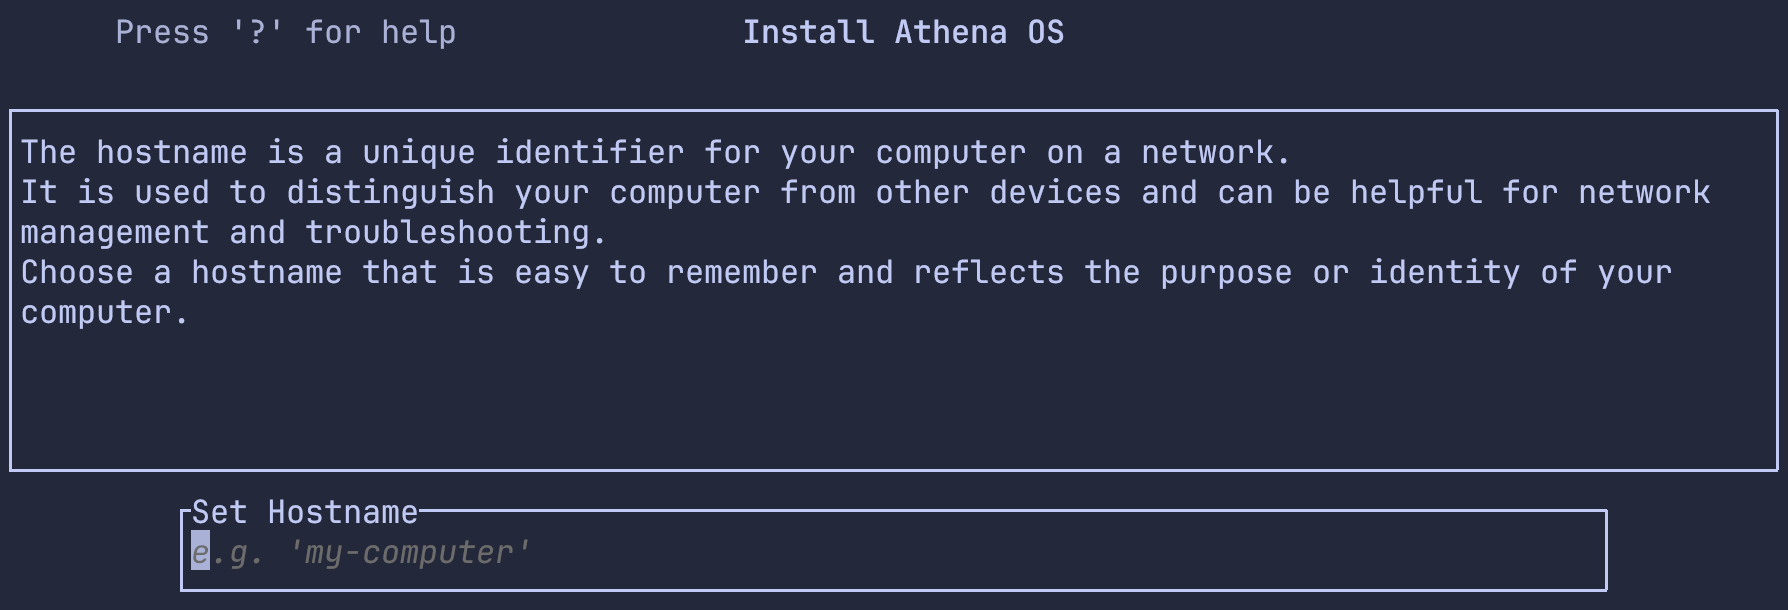 Press '?' for help
Install Athena OS
The hostname is a unique identifier for your computer on a network.
It is used to distinguish your computer from other devices and can be helpful for network
management and troubleshooting.
Choose a hostname that is easy to remember and reflects the purpose or identity of your
computer.
Set Hostname
e.g. 'my-computer'